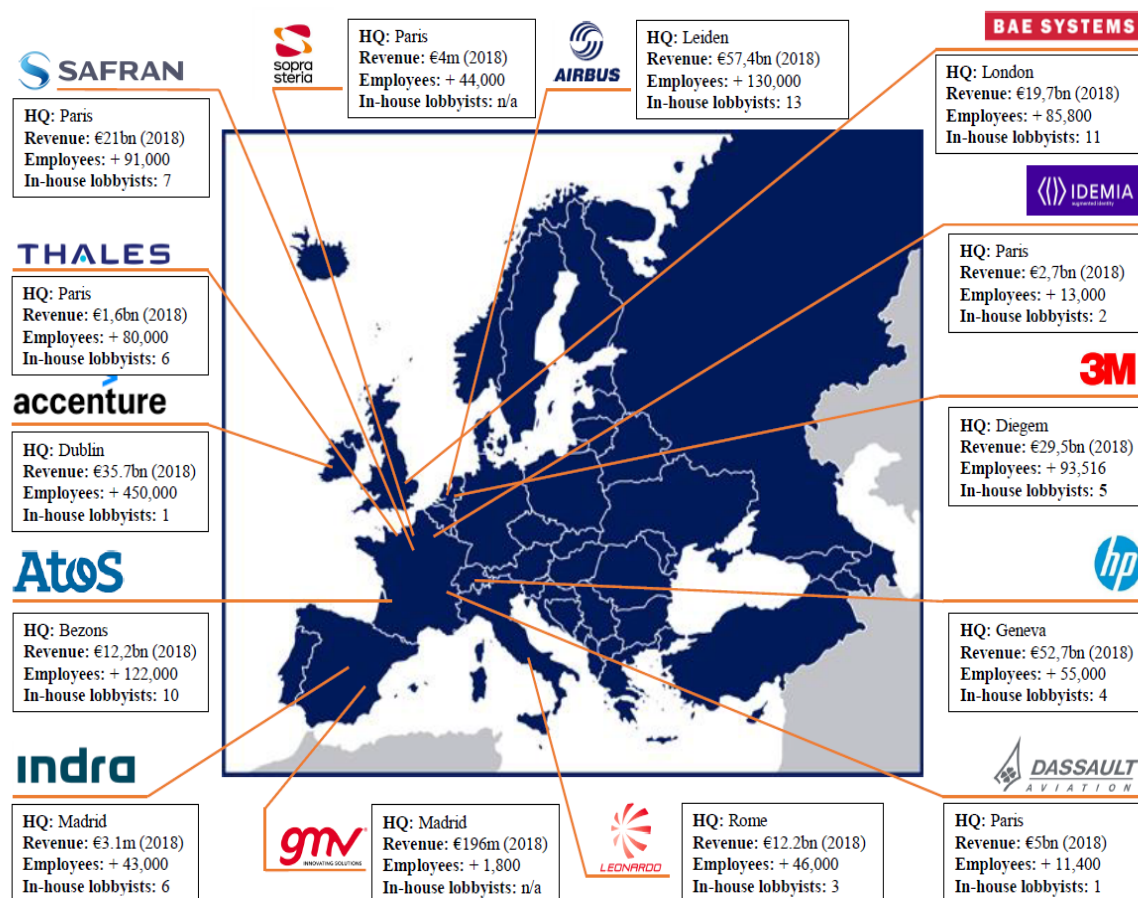 SAFRAN
HQ: Paris
Revenue: €21bn (2018)
Employees: + 91,000
In-house lobbyists: 7
sopra
steria
HQ: Paris
Revenue: €4m (2018)
Employees: + 44,000
In-house lobbyists: n/a
AIRBUS
HQ: Leiden
Revenue: €57,4bn (2018)
Employees: + 130,000
In-house lobbyists: 13
BAE SYSTEMS
HQ: London
Revenue: €19,7bn (2018)
Employees: + 85,800
In-house lobbyists: 11
IDEMIA
augmented identity
HQ: Paris
Revenue: €2,7bn (2018)
Employees: + 13,000
In-house lobbyists: 2
THALES
HQ: Paris
Revenue: €1,6bn (2018)
Employees: + 80,000
In-house lobbyists: 6
accenture
HQ: Dublin
Revenue: €35.7bn (2018)
Employees: + 450,000
In-house lobbyists: 1
3M
HQ: Diegem
Revenue: €29,5bn (2018)
Employees: + 93,516
In-house lobbyists: 5
Atos
HQ: Bezons
Revenue: €12,2bn (2018)
Employees: + 122,000
In-house lobbyists: 10
hp
HQ: Geneva
Revenue: €52,7bn (2018)
Employees: + 55,000
In-house lobbyists: 4
indra
HQ: Madrid
Revenue: €3.1m (2018)
Employees: + 43,000
In-house lobbyists: 6
gmv
INNOVATING SOLUTIONS
HQ: Madrid
Revenue: €196m (2018)
Employees: + 1,800
In-house lobbyists: n/a
LEONARDO
HQ: Rome
Revenue: €12.2bn (2018)
Employees: + 46,000
In-house lobbyists: 3
DASSAULT
AVIATION
HQ: Paris
Revenue: €5bn (2018)
Employees: + 11,400
In-house lobbyists: 1